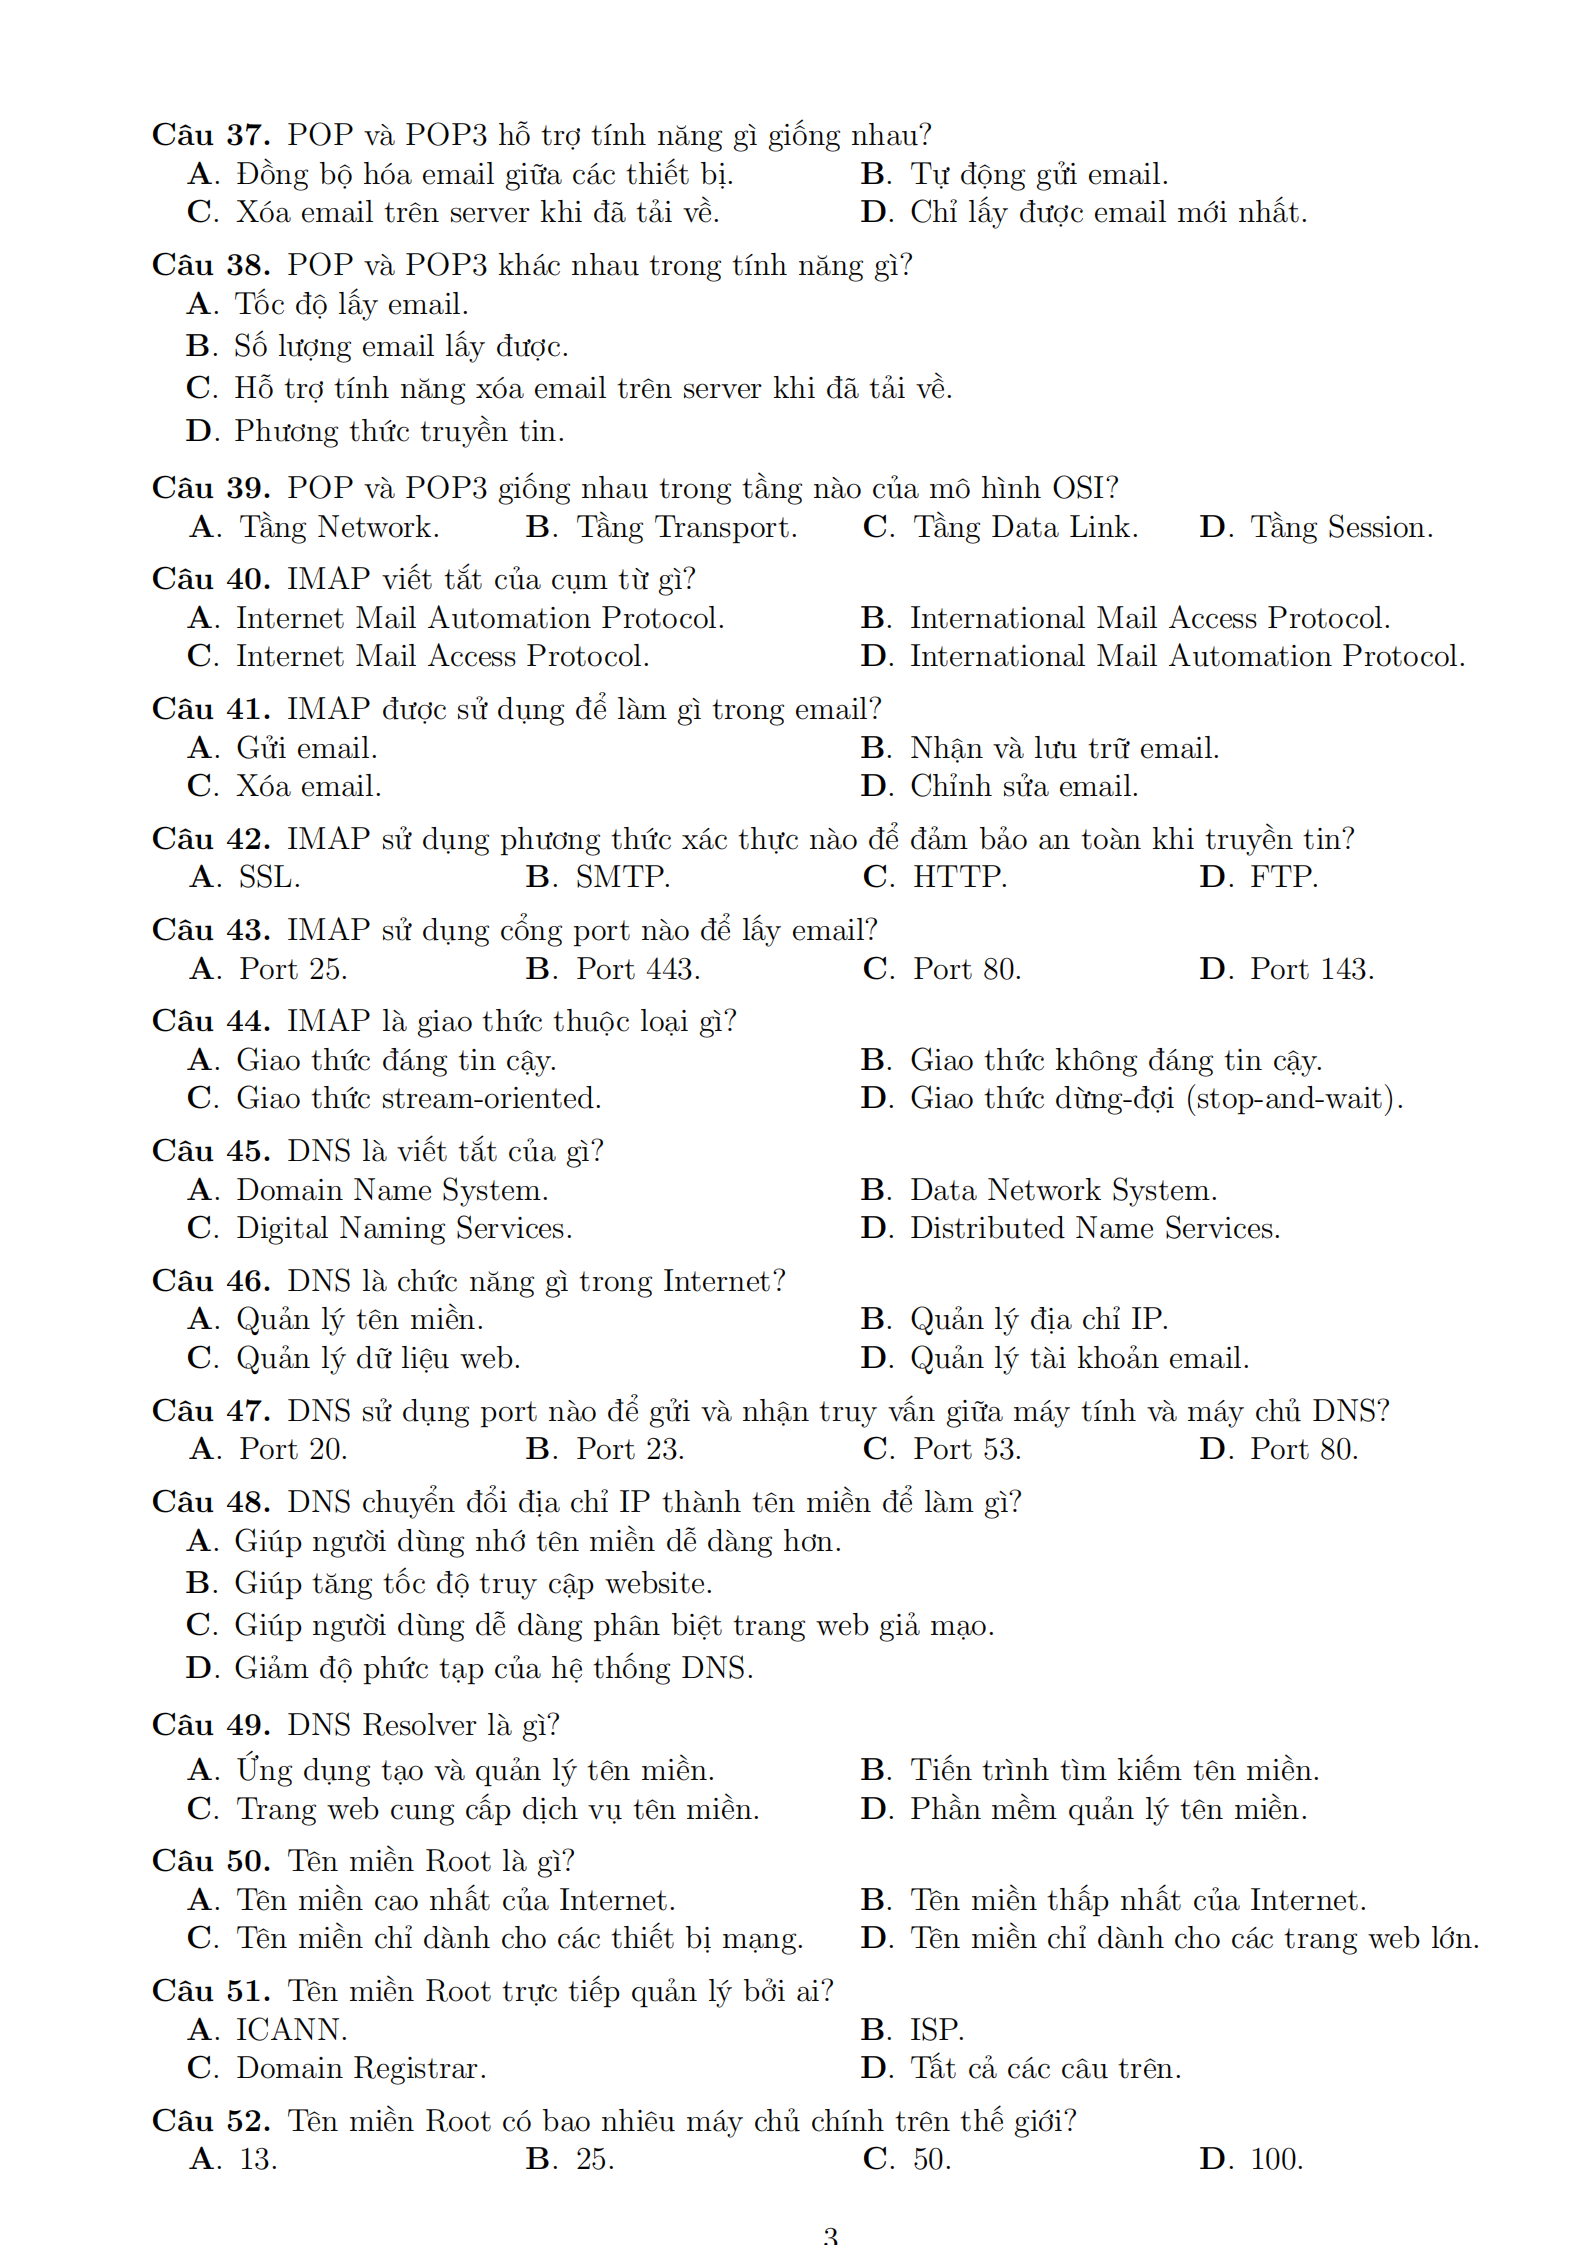 Câu 37. POP và POP3 hỗ trợ tính năng gì giống nhau?
A. Đồng bộ hóa email giữa các thiết bị. B. Tự động gửi email.
C. Xóa email trên server khi đã tải về. D. Chỉ lấy được email mới nhất.
Câu 38. POP và POP3 khác nhau trong tính năng gì?
A. Tốc độ lấy email.
B. Số lượng email lấy được.
C. Hỗ trợ tính năng xóa email trên server khi đã tải về.
D. Phương thức truyền tin.
Câu 39. POP và POP3 giống nhau trong tầng nào của mô hình OSI?
A. Tầng Network. B. Tầng Transport. C. Tầng Data Link. D. Tầng Session.
Câu 40. IMAP viết tắt của cụm từ gì?
A. Internet Mail Automation Protocol. B. International Mail Access Protocol.
C. Internet Mail Access Protocol. D. International Mail Automation Protocol.
Câu 41. IMAP được sử dụng để làm gì trong email?
A. Gửi email. B. Nhận và lưu trữ email.
C. Xóa email. D. Chỉnh sửa email.
Câu 42. IMAP sử dụng phương thức xác thực nào để đảm bảo an toàn khi truyền tin?
A. SSL. B. SMTP. C. HTTP. D. FTP.
Câu 43. IMAP sử dụng cổng port nào để lấy email?
A. Port 25. B. Port 443. C. Port 80. D. Port 143.
Câu 44. IMAP là giao thức thuộc loại gì?
A. Giao thức đáng tin cậy. B. Giao thức không đáng tin cậy.
C. Giao thức stream-oriented. D. Giao thức dừng-đợi (stop-and-wait).
Câu 45. DNS là viết tắt của gì?
A. Domain Name System. B. Data Network System.
C. Digital Naming Services. D. Distributed Name Services.
Câu 46. DNS là chức năng gì trong Internet?
A. Quản lý tên miền. B. Quản lý địa chỉ IP.
C. Quản lý dữ liệu web. D. Quản lý tài khoản email.
Câu 47. DNS sử dụng port nào để gửi và nhận truy vấn giữa máy tính và máy chủ DNS?
A. Port 20. B. Port 23. C. Port 53. D. Port 80.
Câu 48. DNS chuyển đổi địa chỉ IP thành tên miền để làm gì?
A. Giúp người dùng nhớ tên miền dễ dàng hơn.
B. Giúp tăng tốc độ truy cập website.
C. Giúp người dùng dễ dàng phân biệt trang web giả mạo.
D. Giảm độ phức tạp của hệ thống DNS.
Câu 49. DNS Resolver là gì?
A. Ứng dụng tạo và quản lý tên miền. B. Tiến trình tìm kiếm tên miền.
C. Trang web cung cấp dịch vụ tên miền. D. Phần mềm quản lý tên miền.
Câu 50. Tên miền Root là gì?
A. Tên miền cao nhất của Internet. B. Tên miền thấp nhất của Internet.
C. Tên miền chỉ dành cho các thiết bị mạng. D. Tên miền chỉ dành cho các trang web lớn.
Câu 51. Tên miền Root trực tiếp quản lý bởi ai?
A. ICANN. B. ISP.
C. Domain Registrar. D. Tất cả các câu trên.
Câu 52. Tên miền Root có bao nhiêu máy chủ chính trên thế giới?
A. 13. B. 25. C. 50. D. 100.
3